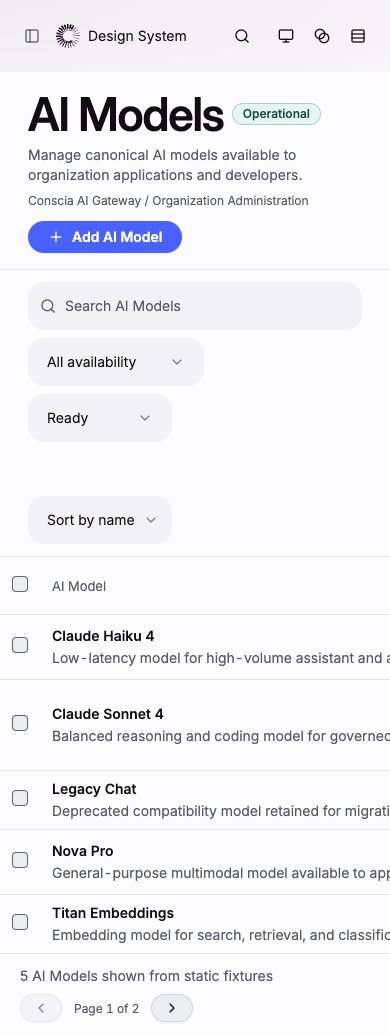 Design System
AI Models
Operational
Manage canonical AI models available to
organization applications and developers.
Conscia AI Gateway / Organization Administration
Add AI Model
Search AI Models
All availability
Ready
Sort by name
AI Model
Claude Haiku 4
Low-latency model for high-volume assistant and a
Claude Sonnet 4
Balanced reasoning and coding model for governed
Legacy Chat
Deprecated compatibility model retained for migrati
Nova Pro
General-purpose multimodal model available to app
Titan Embeddings
Embedding model for search, retrieval, and classific
5 AI Models shown from static fixtures
Page 1 of 2